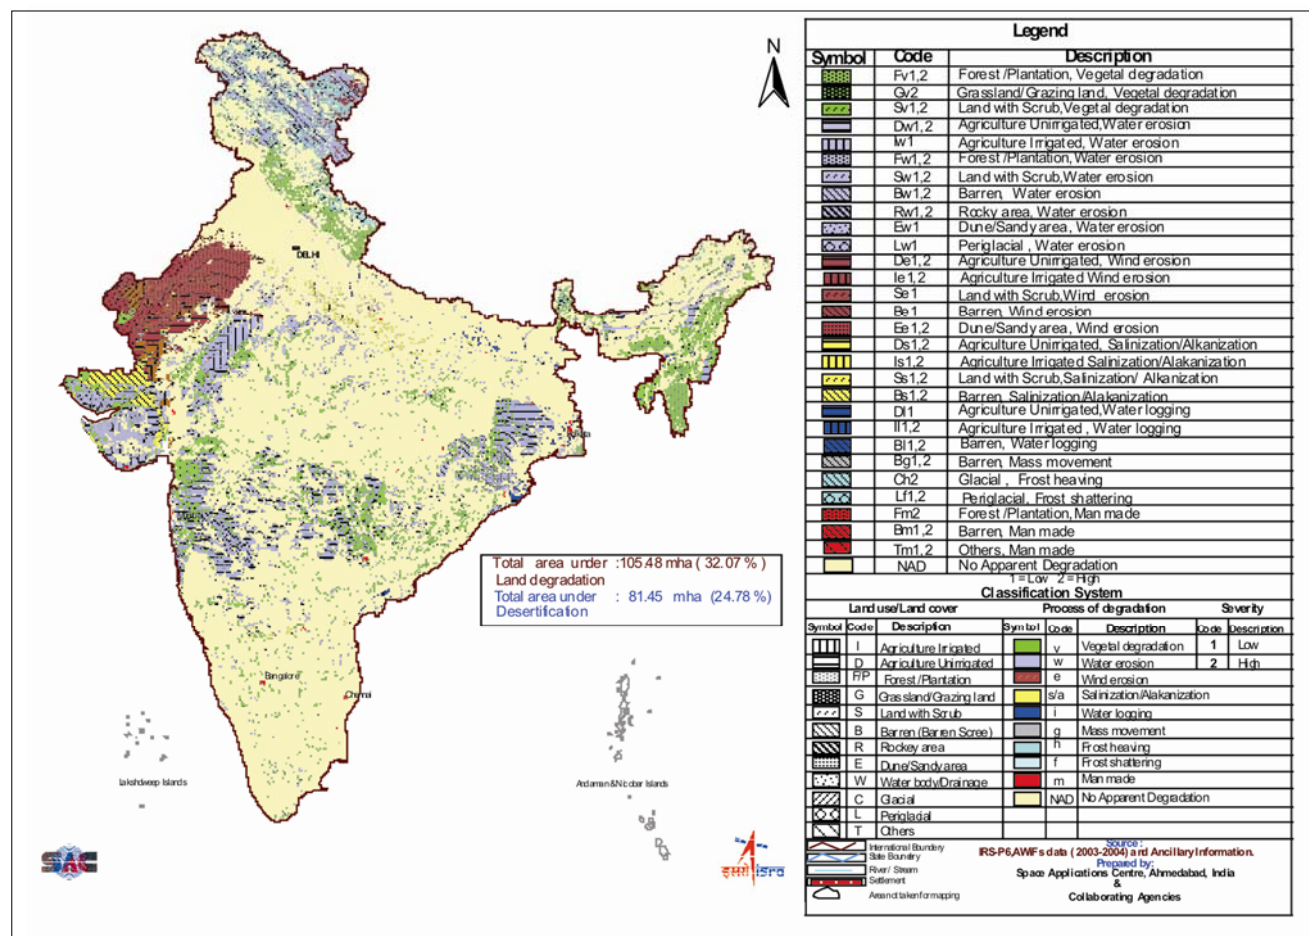 N
DELHI
Bangalore
Chennai
Lakshdweep Islands
Andaman & Nicobar Islands
Total area under :105.48 mha ( 32.07 % )
Land degradation
Total area under : 81.45 mha (24.78 %)
Desertification
SAC
इसरो isro
Legend
Symbol Code Description
Fv1,2 Forest /Plantation, Vegetal degradation
Gv2 Grassland/Grazing land, Vegetal degradation
Sv1,2 Land with Scrub,Vegetal degradation
Dw1,2 Agriculture Unirrigated,Water erosion
Iw1 Agriculture Irrigated, Water erosion
Fw1,2 Forest /Plantation,Water erosion
Sw1,2 Land with Scrub,Water erosion
Bw1,2 Barren, Water erosion
Rw1,2 Rocky area, Water erosion
Ew1 Dune/Sandy area, Water erosion
Lw1 Periglacial , Water erosion
De1,2 Agriculture Unirrigated, Wind erosion
Ie1,2 Agriculture Irrigated Wind erosion
Se1 Land with Scrub,Wind erosion
Be1 Barren, Wind erosion
Ee1,2 Dune/Sandy area, Wind erosion
Ds1,2 Agriculture Unirrigated, Salinization/Alkanization
Is1,2 Agriculture Irrigated Salinization/Alakanization
Ss1,2 Land with Scrub,Salinization/ Alkanization
Bs1,2 Barren, Salinization/Alakanization
Dl1 Agriculture Unirrigated,Water logging
Il1,2 Agriculture Irrigated , Water logging
Bl1,2 Barren, Water logging
Bg1,2 Barren, Mass movement
Ch2 Glacial , Frost heaving
Lf1,2 Periglacial, Frost shattering
Fm2 Forest /Plantation, Man made
Bm1,2 Barren, Man made
Tm1,2 Others, Man made
NAD No Apparent Degradation
1 = Low 2 = High
Classification System
Land use/Land cover Process of degradation Severity
Symbol Code Description Symbol Code Description Code Description
I Agriculture Irrigated v Vegetal degradation 1 Low
D Agriculture Unirrigated w Water erosion 2 High
F/P Forest /Plantation e Wind erosion
G Grassland/Grazing land s/a Salinization/Alakanization
S Land with Scrub i Water logging
B Barren (Barren Scree) g Mass movement
R Rockey area h Frost heaving
E Dune/Sandy area f Frost shattering
W Water body/Drainage m Man made
C Glacial NAD No Apparent Degradation
L Periglacial
T Others
International Boundary
State Boundry
River / Stream
Settlement
Area not taken for mapping
Source :
IRS-P6,AWiFs data ( 2003-2004) and Ancillary Information.
Prepared by:
Space Applications Centre, Ahmedabad, India
&
Collaborating Agencies